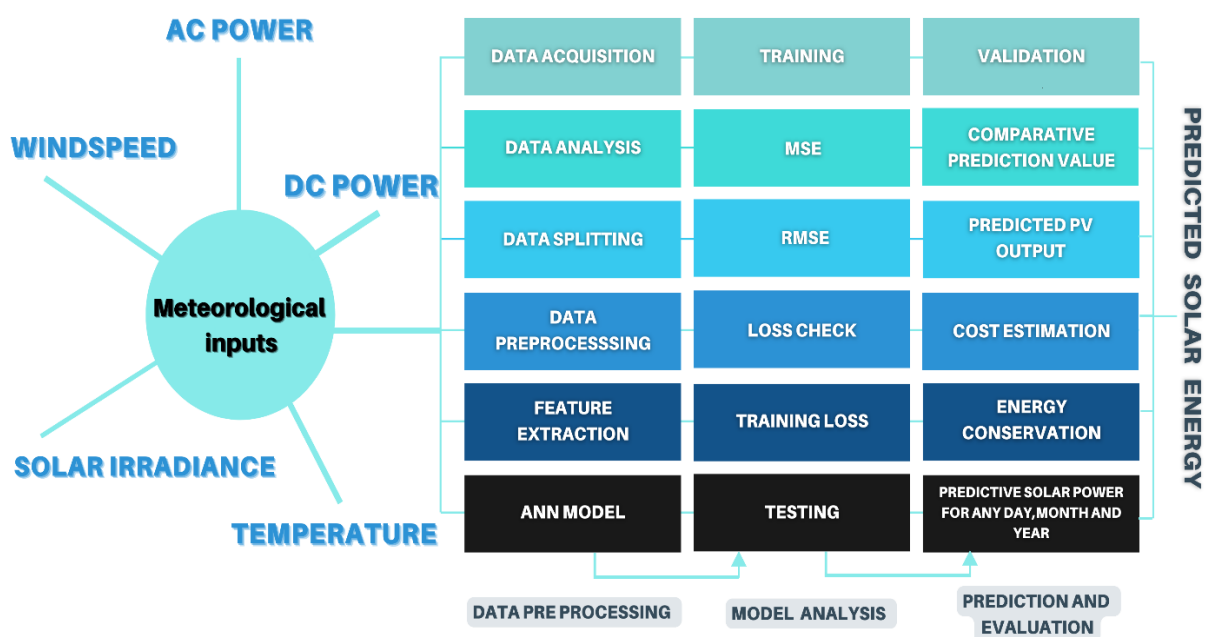 AC POWER
WINDSPEED
DC POWER
Meteorological
inputs
SOLAR IRRADIANCE
TEMPERATURE
DATA ACQUISITION
TRAINING
VALIDATION
DATA ANALYSIS
MSE
COMPARATIVE
PREDICTION VALUE
DATA SPLITTING
RMSE
PREDICTED PV
OUTPUT
DATA
PREPROCESSSING
LOSS CHECK
COST ESTIMATION
FEATURE
EXTRACTION
TRAINING LOSS
ENERGY
CONSERVATION
ANN MODEL
TESTING
PREDICTIVE SOLAR POWER
FOR ANY DAY,MONTH AND
YEAR
DATA PRE PROCESSING
MODEL ANALYSIS
PREDICTION AND
EVALUATION
PREDICTED SOLAR ENERGY